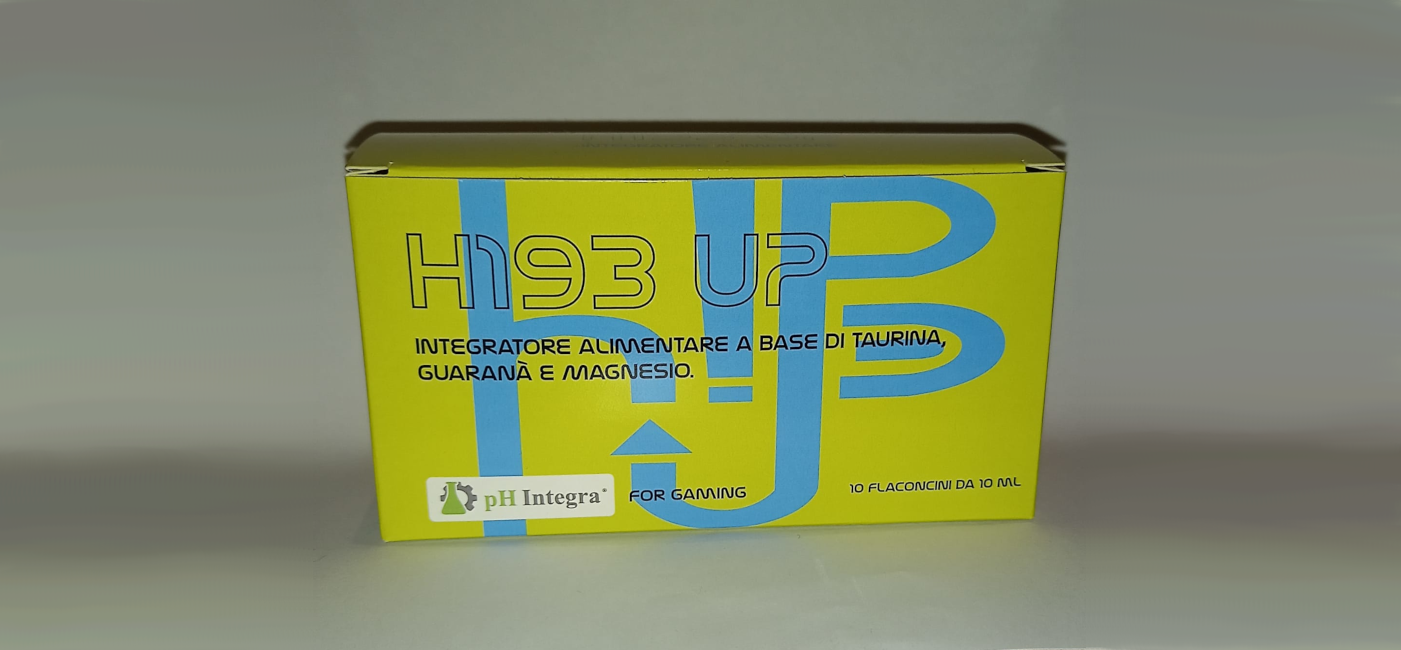 H193 UP
INTEGRATORE ALIMENTARE A BASE DI TAURINA,
GUARANÀ E MAGNESIO.
pH Integra®
FOR GAMING
10 FLACONCINI DA 10 ML